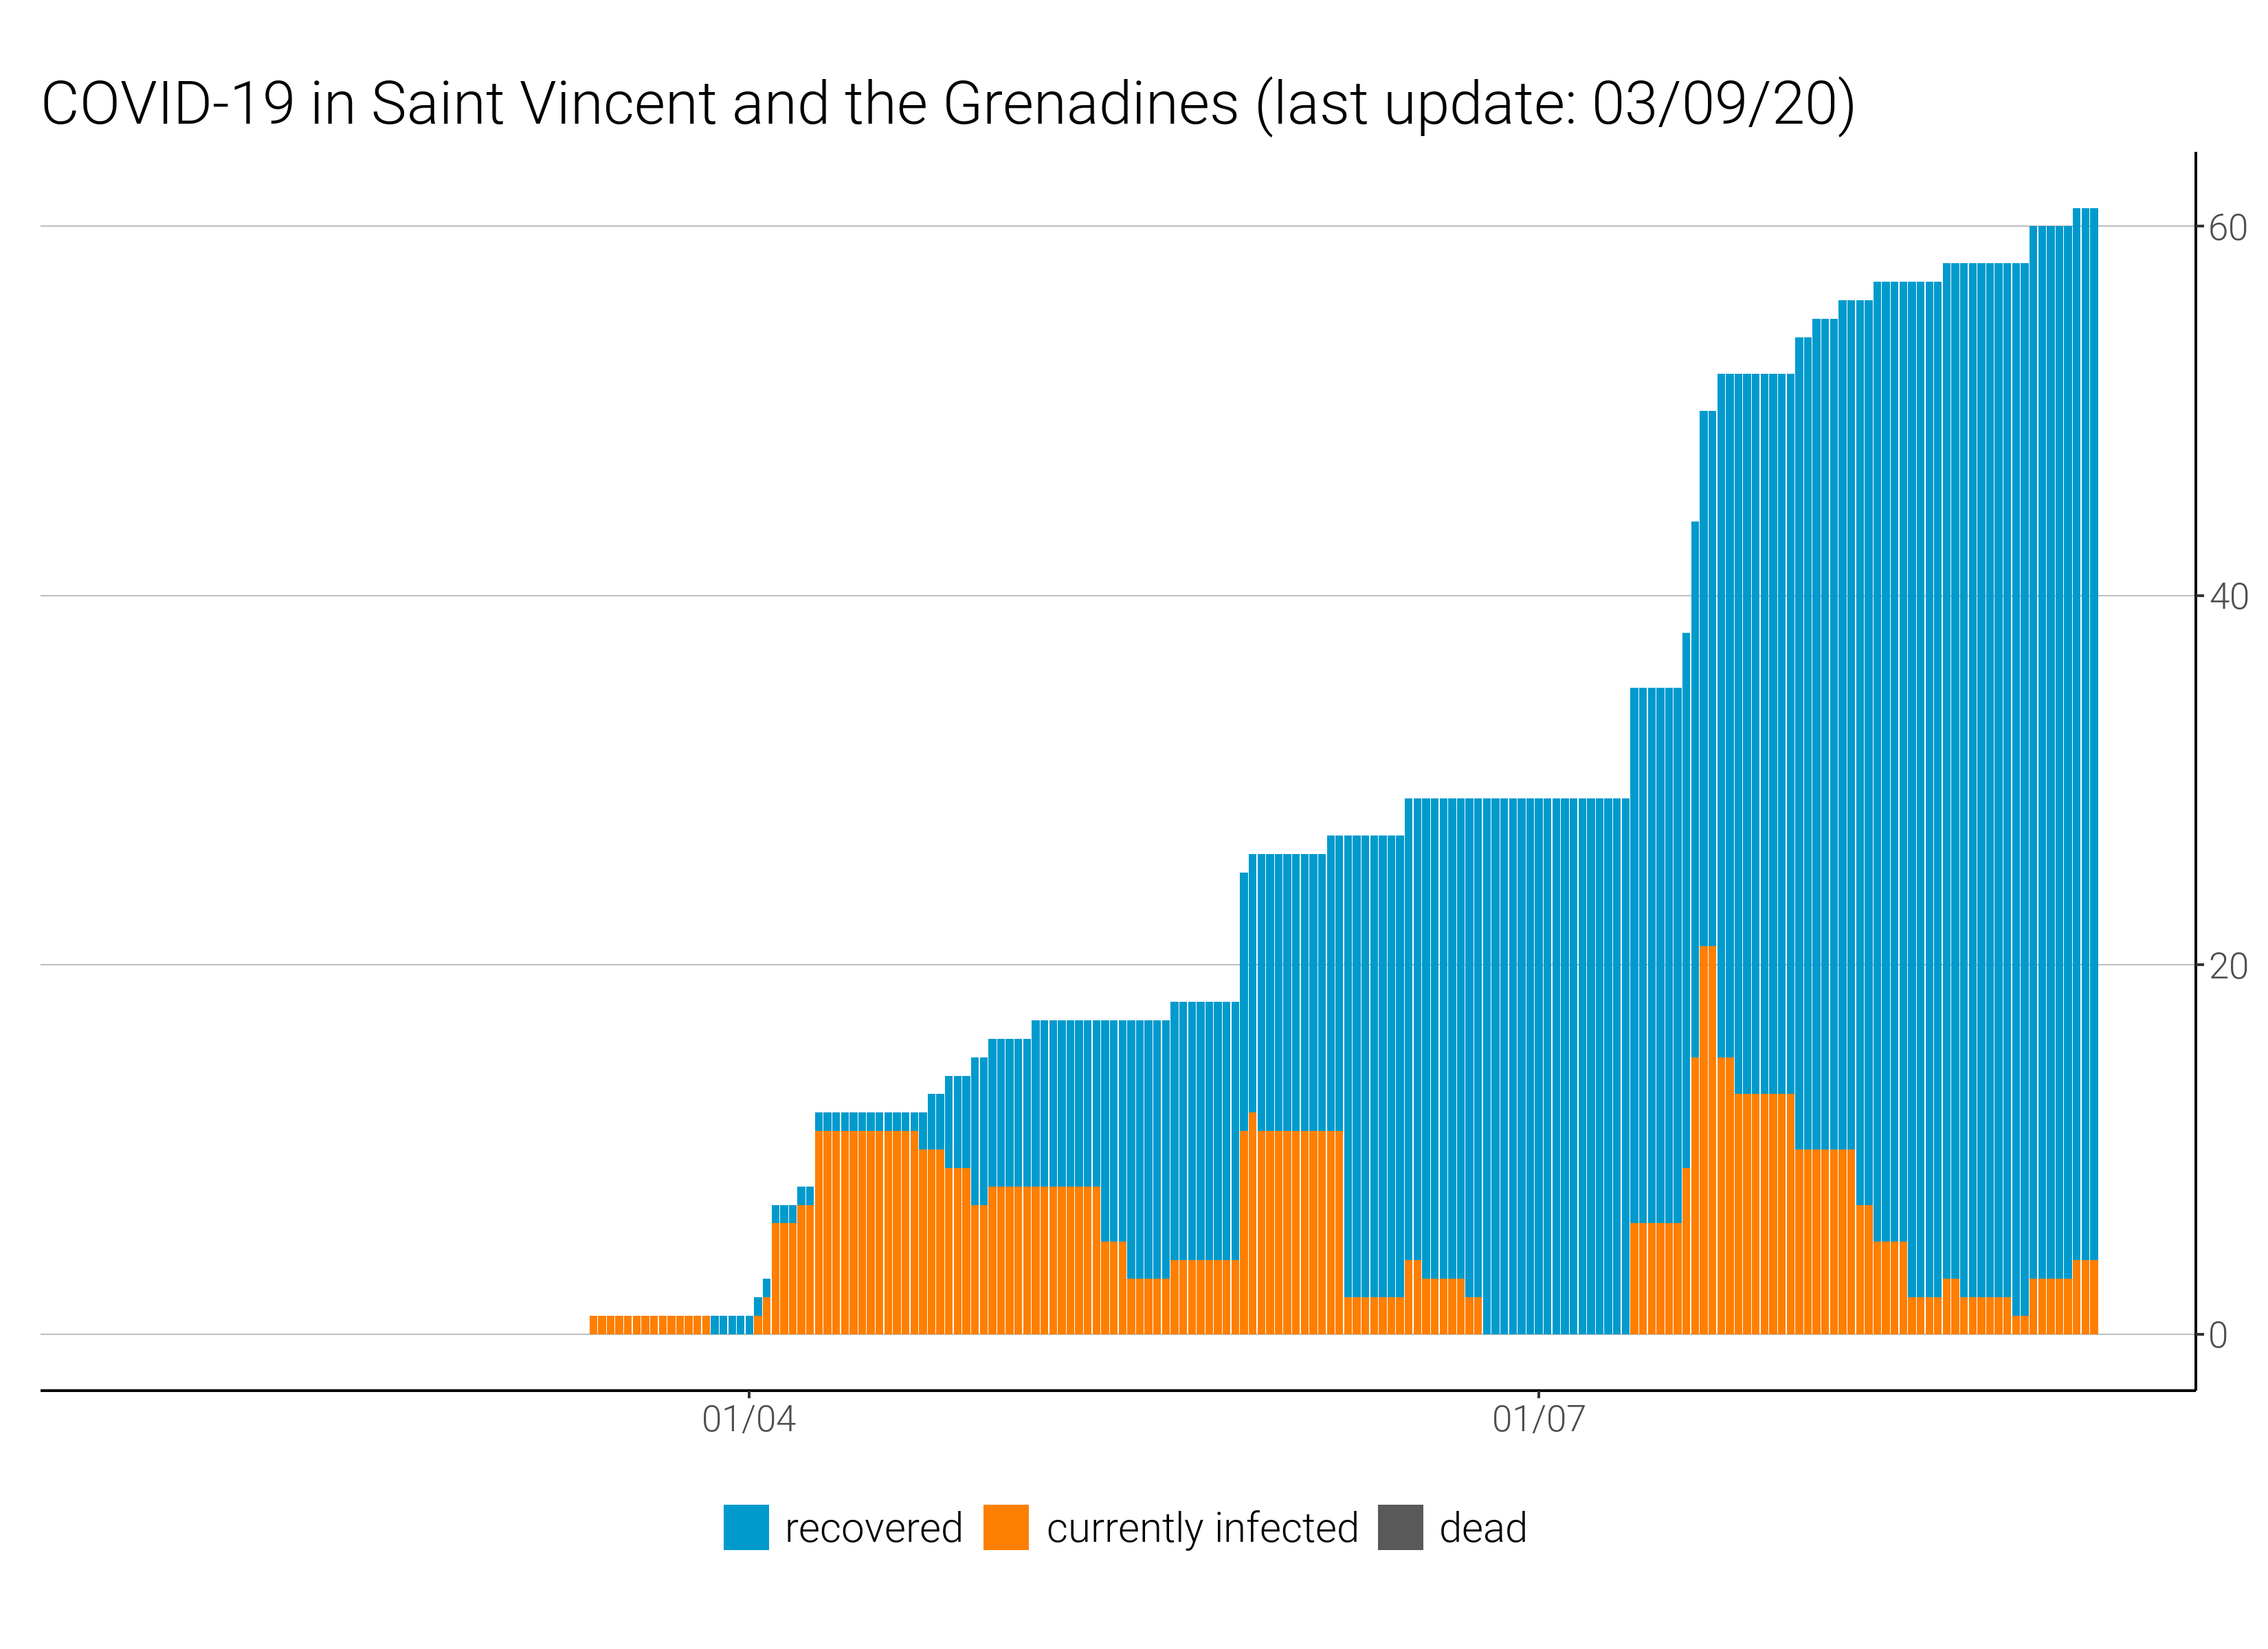 COVID-19 in Saint Vincent and the Grenadines (last update: 03/09/20)
60
40
20
0
01/04 01/07
recovered currently infected dead